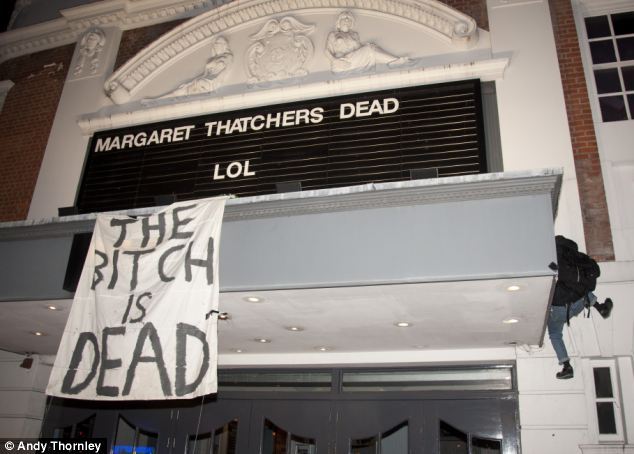 MARGARET THATCHERS DEAD
LOL
THE
BITCH
IS
DEAD
© Andy Thornley